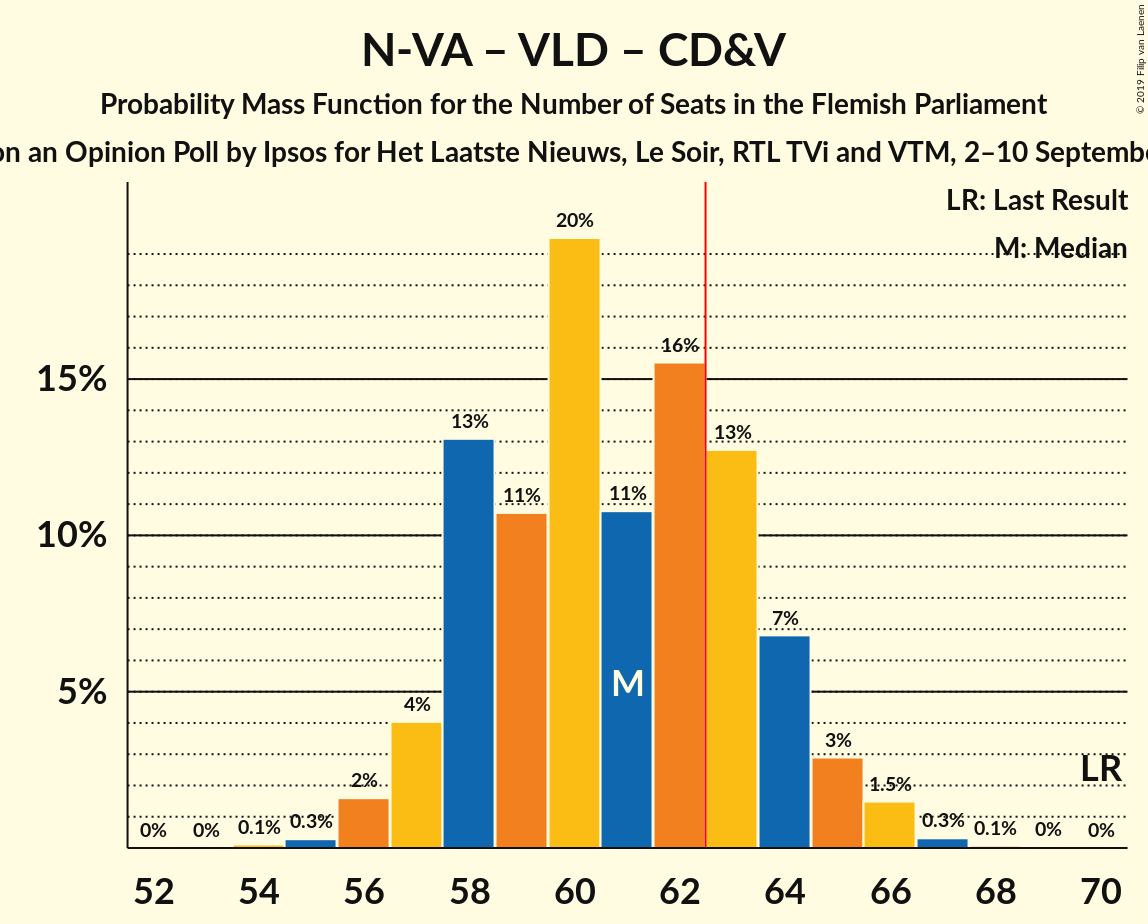 N-VA – VLD – CD&V
Probability Mass Function for the Number of Seats in the Flemish Parliament
on an Opinion Poll by Ipsos for Het Laatste Nieuws, Le Soir, RTL TVi and VTM, 2–10 Septembe
© 2019 Filip van Laenen
LR: Last Result
M: Median
20%
16%
15%
13%
13%
11%
11%
10%
7%
M
5%
4%
3%
LR
2%
1.5%
0% 0% 0.1% 0.3% 0.3% 0.1% 0% 0%
52 54 56 58 60 62 64 66 68 70